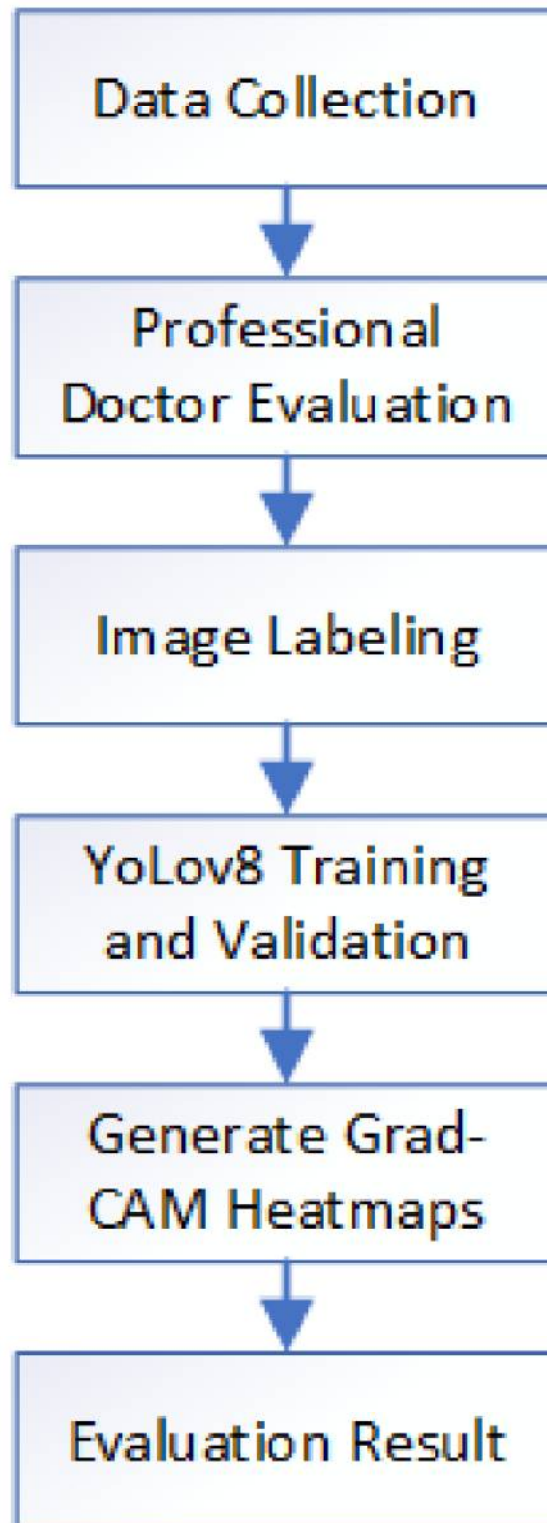 Data Collection
Professional
Doctor Evaluation
Image Labeling
YoLov8 Training
and Validation
Generate Grad-
CAM Heatmaps
Evaluation Result